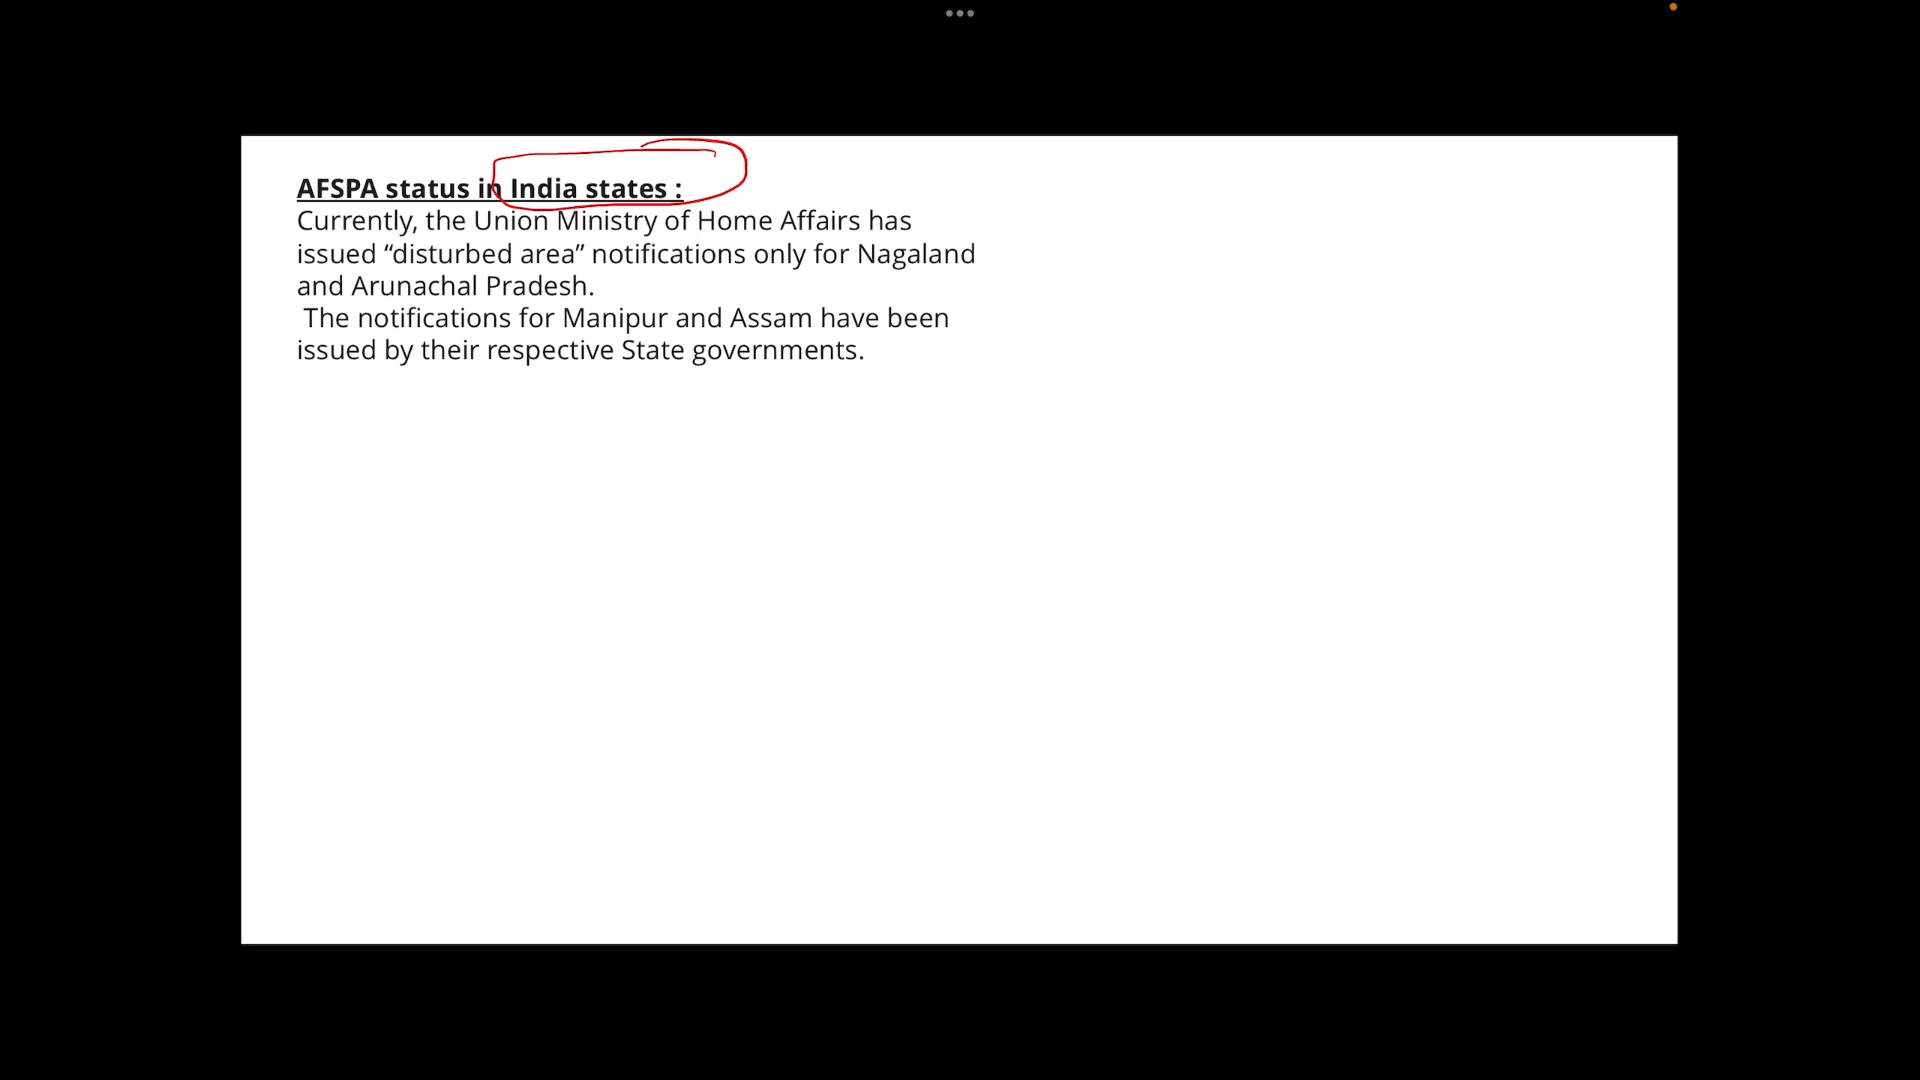 AFSPA status in India states :
Currently, the Union Ministry of Home Affairs has
issued “disturbed area” notifications only for Nagaland
and Arunachal Pradesh.
The notifications for Manipur and Assam have been
issued by their respective State governments.